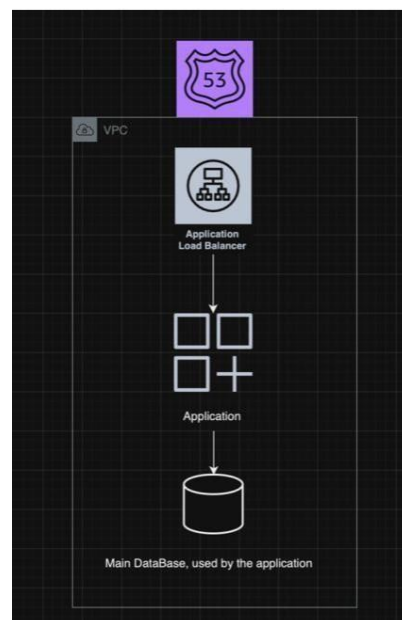 53
VPC
Application
Load Balancer
Application
Main DataBase, used by the application